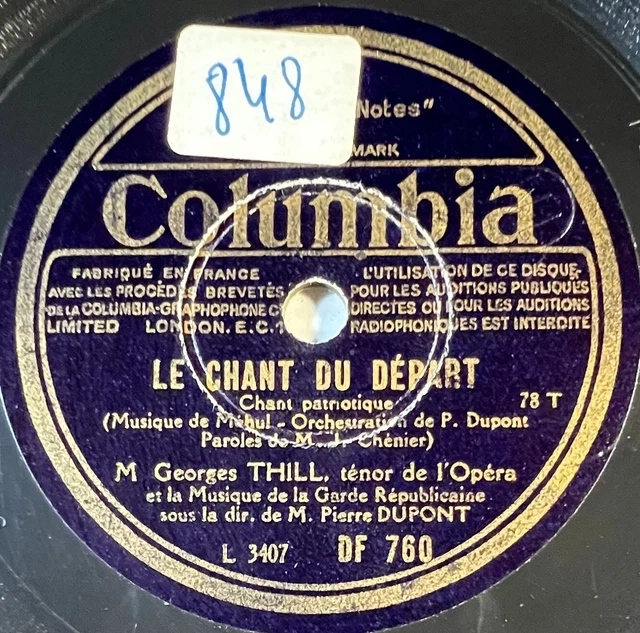 848
Notes"
MARK
Columbia
FABRIQUÉ EN FRANCE
AVEC LES PROCÉDÉS BREVETÉS
DE LA COLUMBIA-GRAPHOPHONE C
LIMITED LONDON. E.C.1
L'UTILISATION DE CE DISQUE
POUR LES AUDITIONS PUBLIQUES
DIRECTES OU POUR LES AUDITIONS
RADIOPHONIQUES EST INTERDITE
LE CHANT DU DÉPART
Chant patriotique 78 T
(Musique de Méhul - Orchestration de P. Dupont
Paroles de M. J. Chénier)
M Georges THILL, ténor de l'Opéra
et la Musique de la Garde Républicaine
sous la dir. de M. Pierre DUPONT
L 3407 DF 760